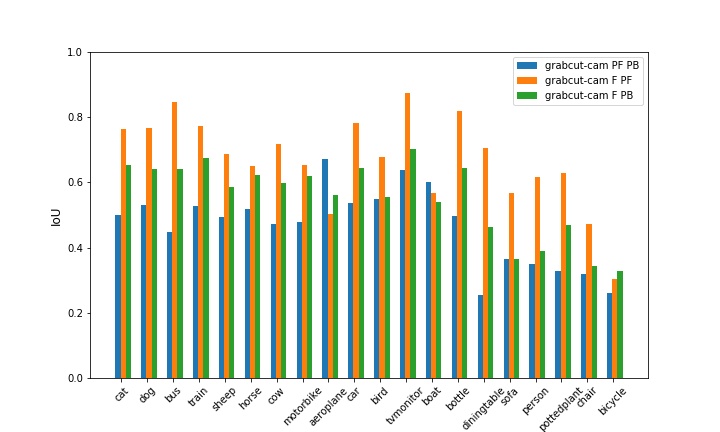 1.0
0.8
0.6
0.4
0.2
0.0
IoU
grabcut-cam PF PB
grabcut-cam F PF
grabcut-cam F PB
cat
dog
bus
train
sheep
horse
cow
motorbike
aeroplane
car
bird
tvmonitor
boat
bottle
diningtable
sofa
person
pottedplant
chair
bicycle